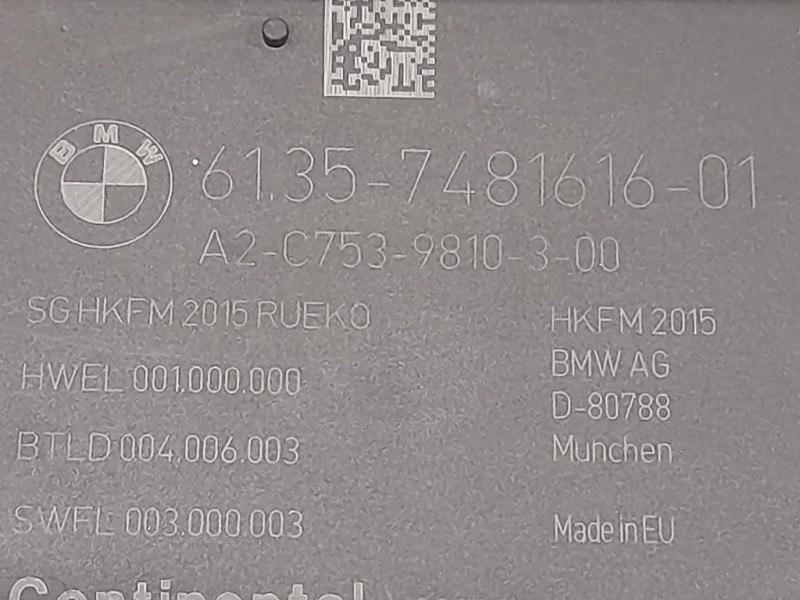 BMW
61.35-7481616-01
A2-C753-9810-3-00
SG HKFM 2015 RUEKO
HWEL 001.000.000
BTLD 004.006.003
SWFL 003.000.003
HKFM 2015
BMW AG
D-80788
Munchen
Made in EU
Continental